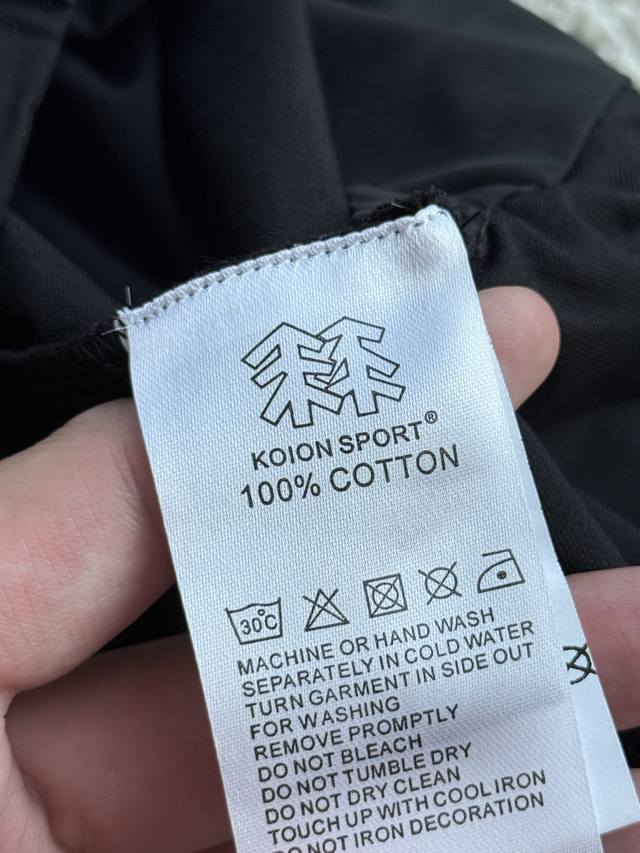 KOION SPORT®
100% COTTON
30°C
MACHINE OR HAND WASH
SEPARATELY IN COLD WATER
TURN GARMENT IN SIDE OUT
FOR WASHING
REMOVE PROMPTLY
DO NOT BLEACH
DO NOT TUMBLE DRY
DO NOT DRY CLEAN
TOUCH UP WITH COOL IRON
NOT IRON DECORATION